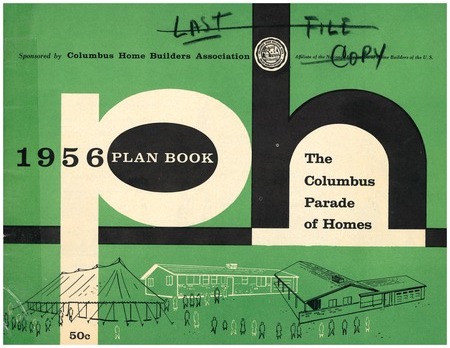 LAST FILE
COPY
Sponsored by Columbus Home Builders Association
Affiliate of the National Home Builders of the U. S.
ph
1956 PLAN BOOK
The
Columbus
Parade
of Homes
50c